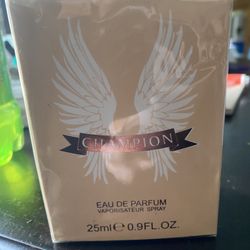 CHAMPION
EAU DE PARFUM
VAPORISATEUR SPRAY
25ml ℮ 0.9FL.OZ.